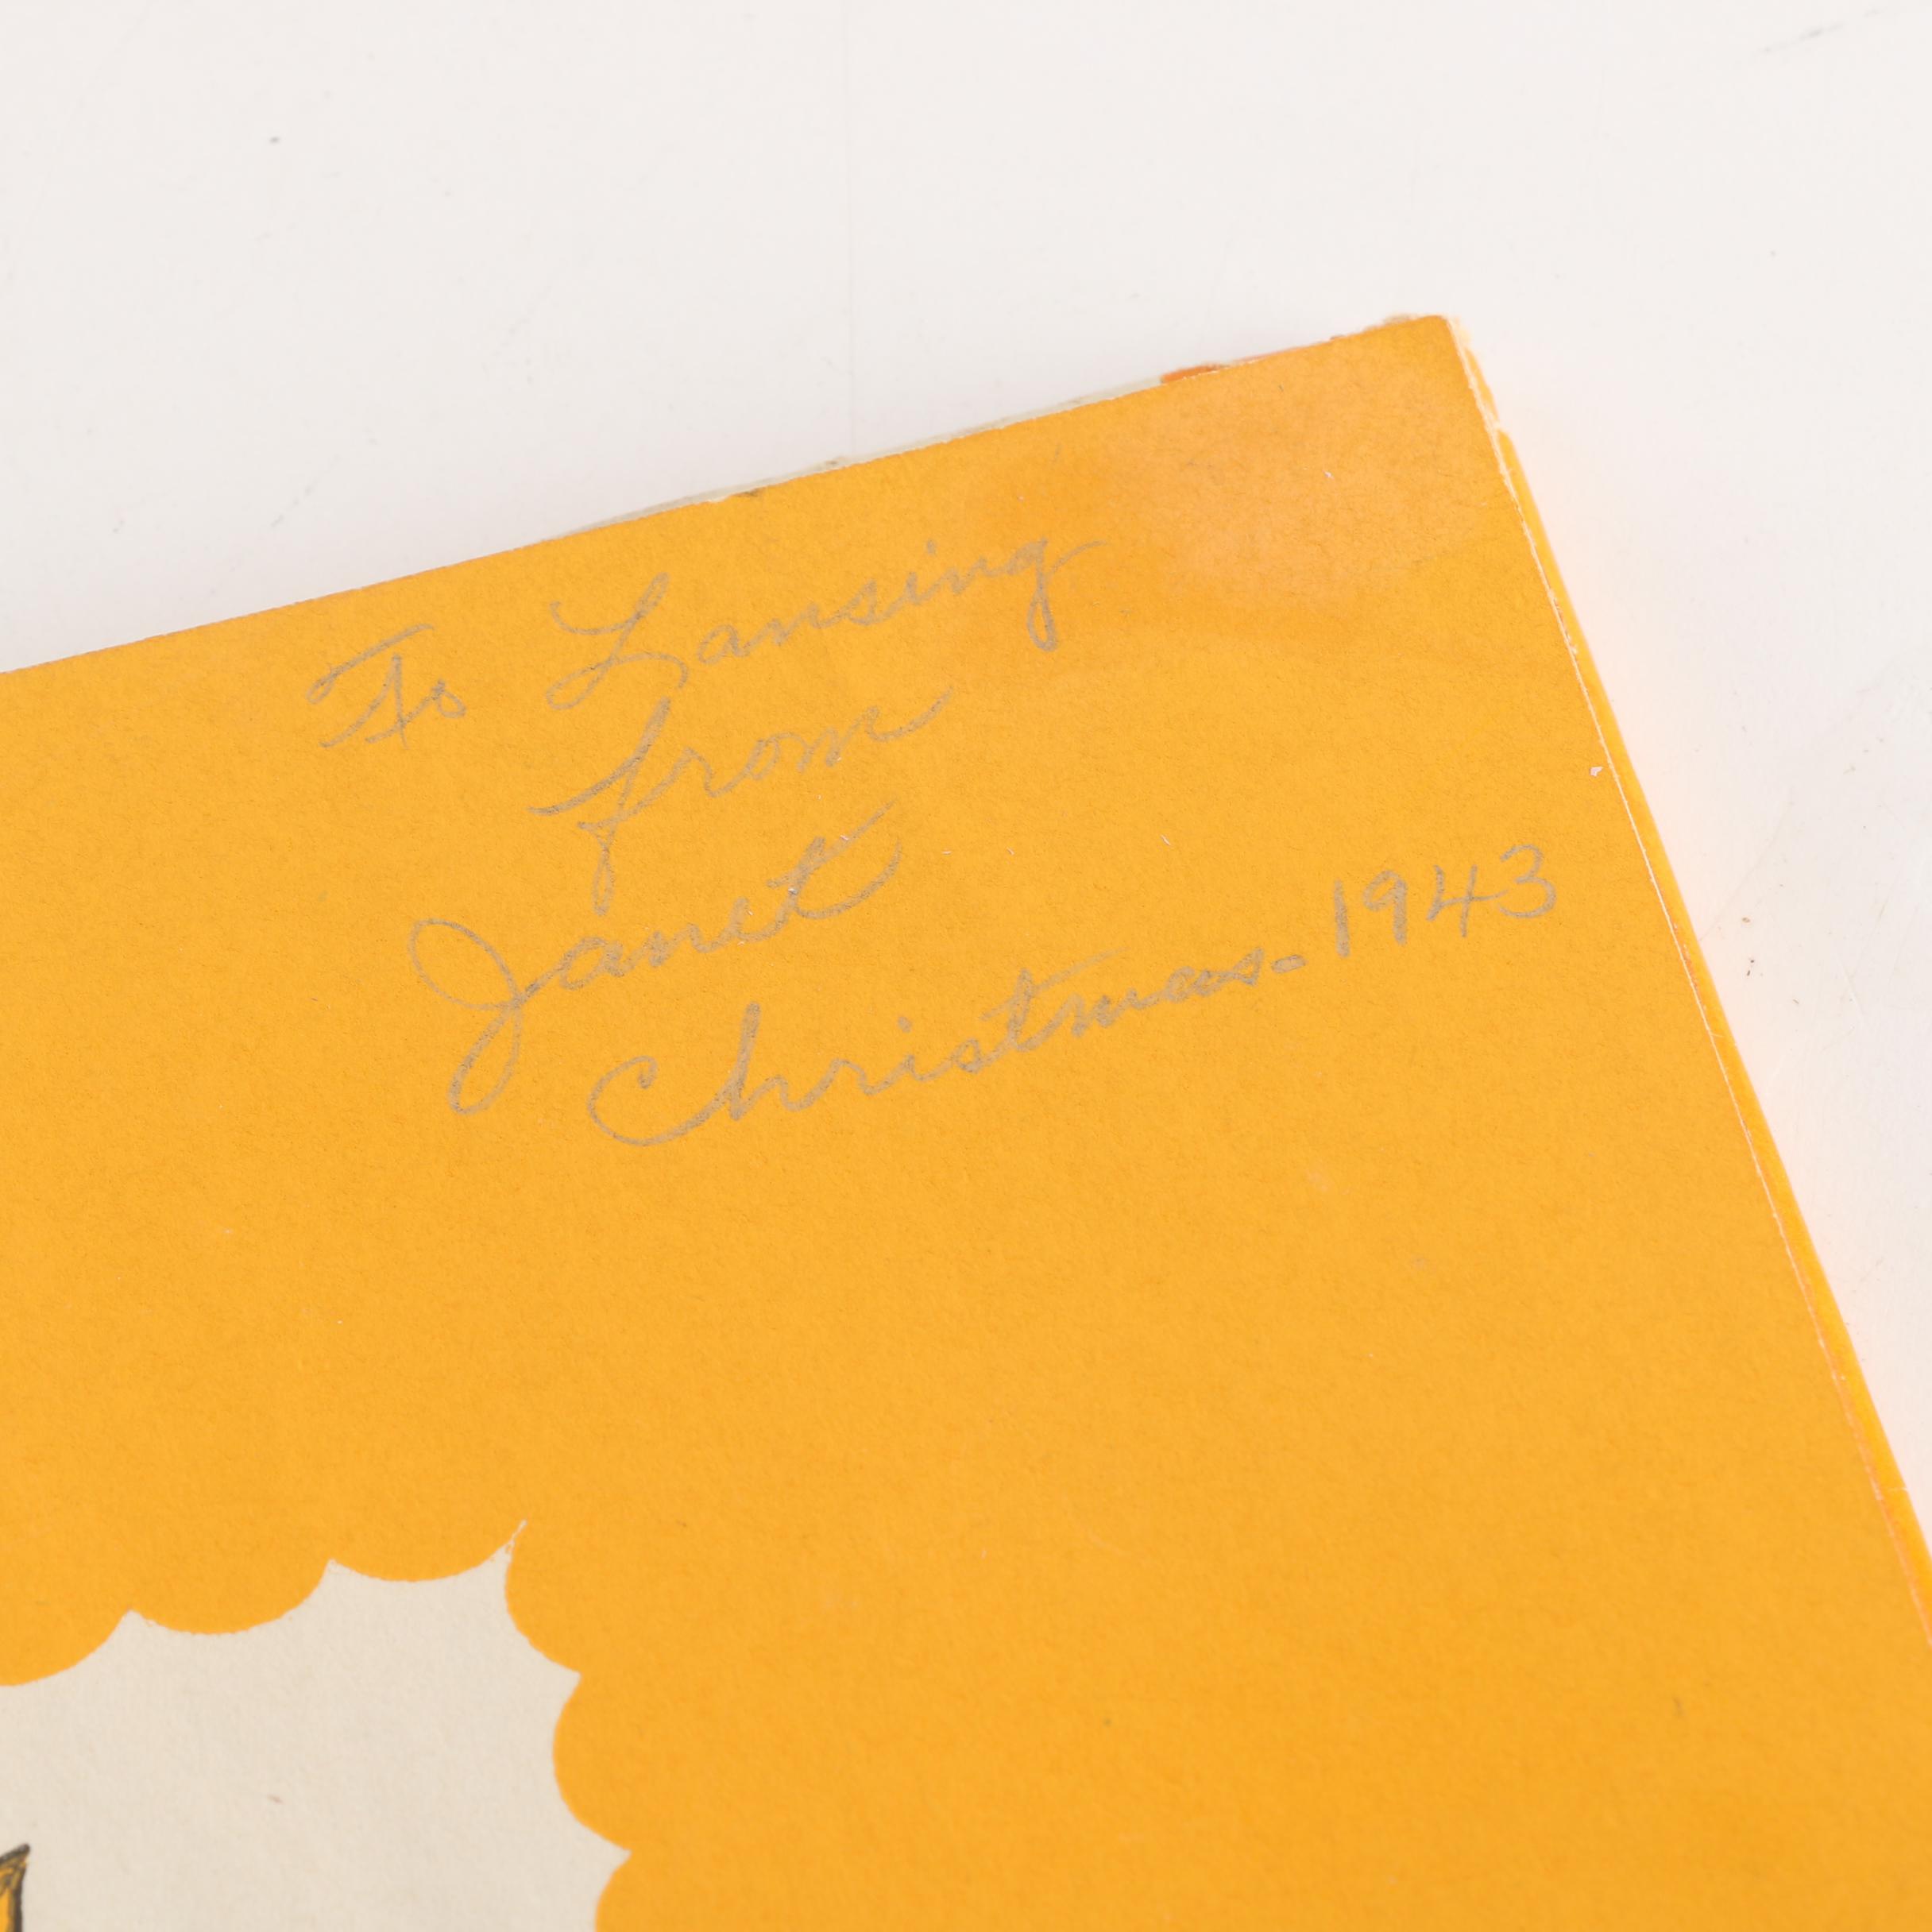 To Lansing
from
Janet
Christmas-1943